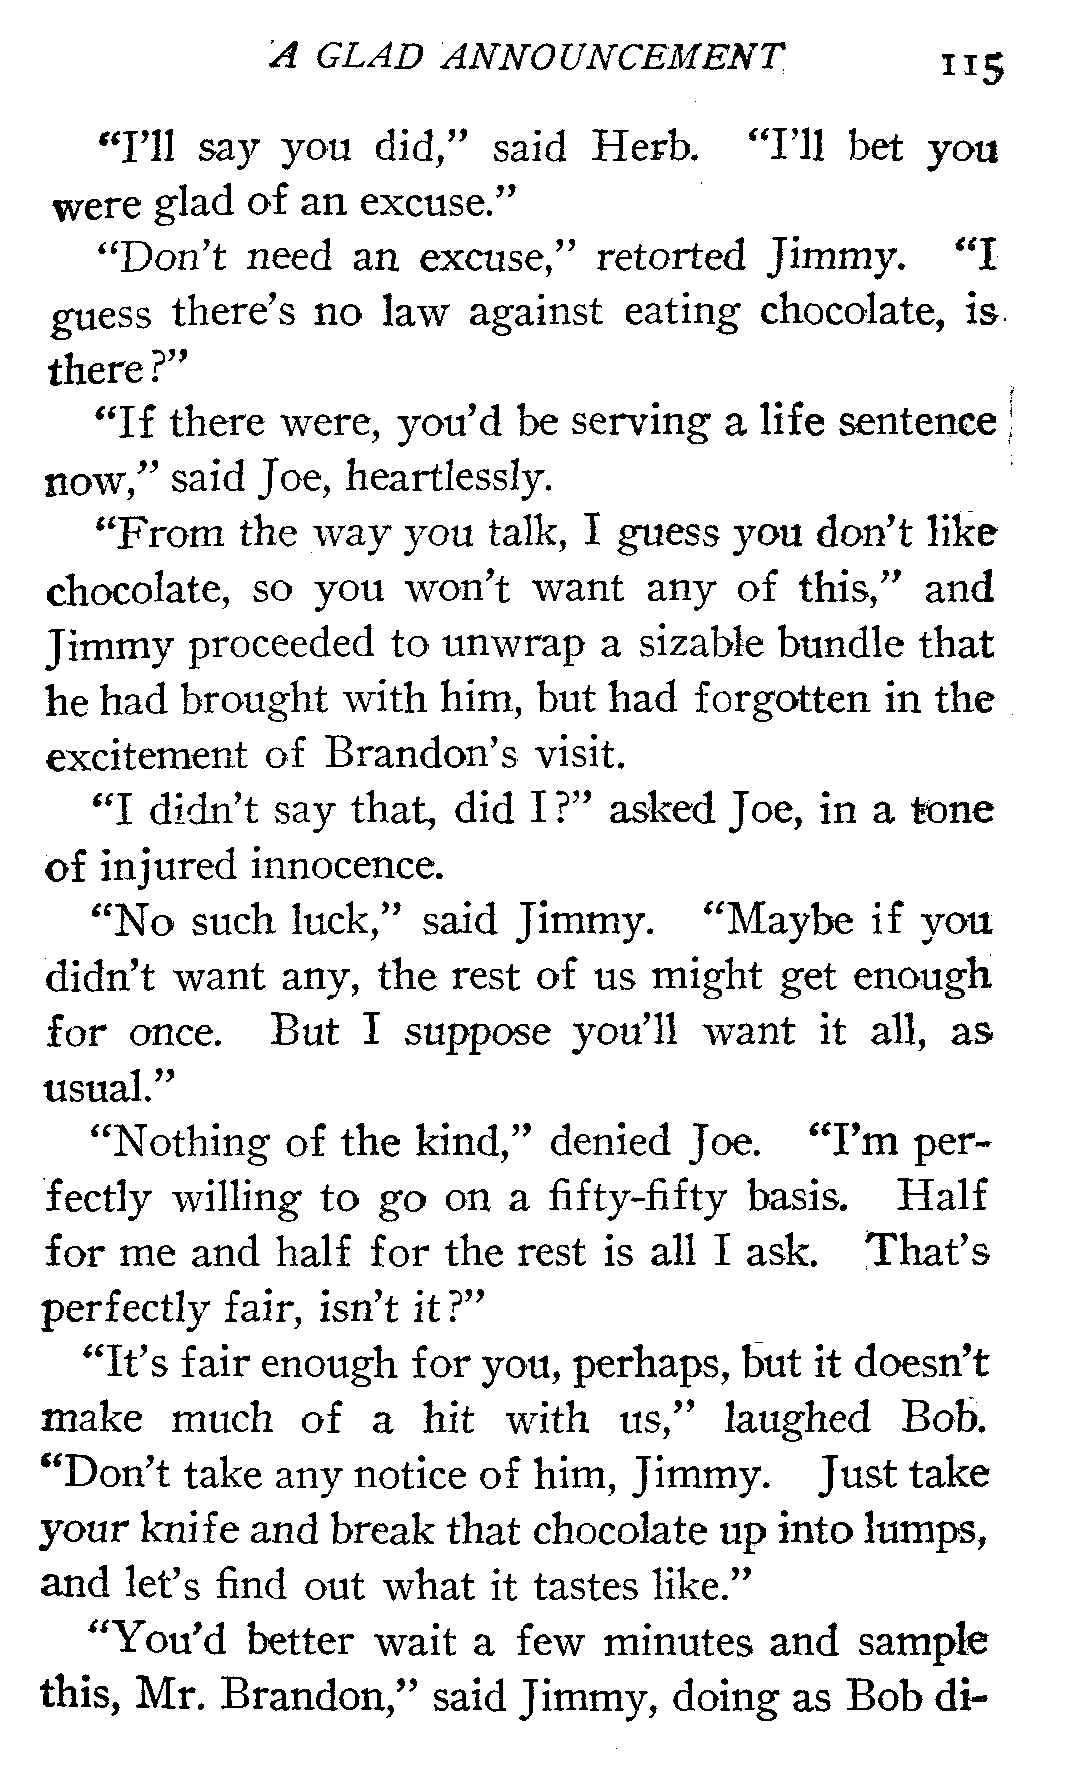 A GLAD ANNOUNCEMENT 115
“I’ll say you did,” said Herb. “I’ll bet you
were glad of an excuse.”
“Don’t need an excuse,” retorted Jimmy. “I
guess there’s no law against eating chocolate, is
there?”
“If there were, you’d be serving a life sentence
now,” said Joe, heartlessly.
“From the way you talk, I guess you don’t like
chocolate, so you won’t want any of this,” and
Jimmy proceeded to unwrap a sizable bundle that
he had brought with him, but had forgotten in the
excitement of Brandon’s visit.
“I didn’t say that, did I?” asked Joe, in a tone
of injured innocence.
“No such luck,” said Jimmy. “Maybe if you
didn’t want any, the rest of us might get enough
for once. But I suppose you’ll want it all, as
usual.”
“Nothing of the kind,” denied Joe. “I’m per-
fectly willing to go on a fifty-fifty basis. Half
for me and half for the rest is all I ask. That’s
perfectly fair, isn’t it?”
“It’s fair enough for you, perhaps, but it doesn’t
make much of a hit with us,” laughed Bob.
“Don’t take any notice of him, Jimmy. Just take
your knife and break that chocolate up into lumps,
and let’s find out what it tastes like.”
“You’d better wait a few minutes and sample
this, Mr. Brandon,” said Jimmy, doing as Bob di-